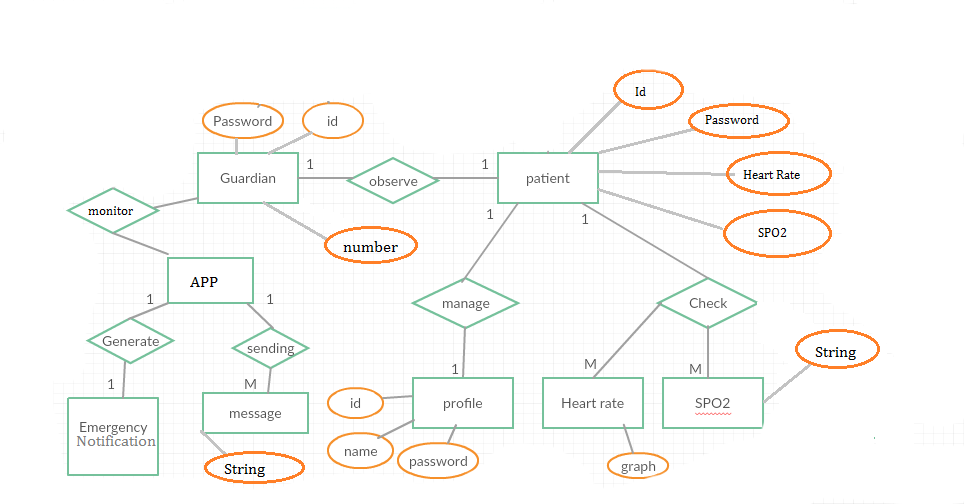 Id
Password
id
Password
1
1
Heart Rate
Guardian
observe
patient
monitor
1
1
SPO2
number
APP
1
1
manage
Check
Generate
sending
String
1
M
1
M
M
id
profile
Heart rate
SPO2
message
Emergency
Notification
name
password
String
graph